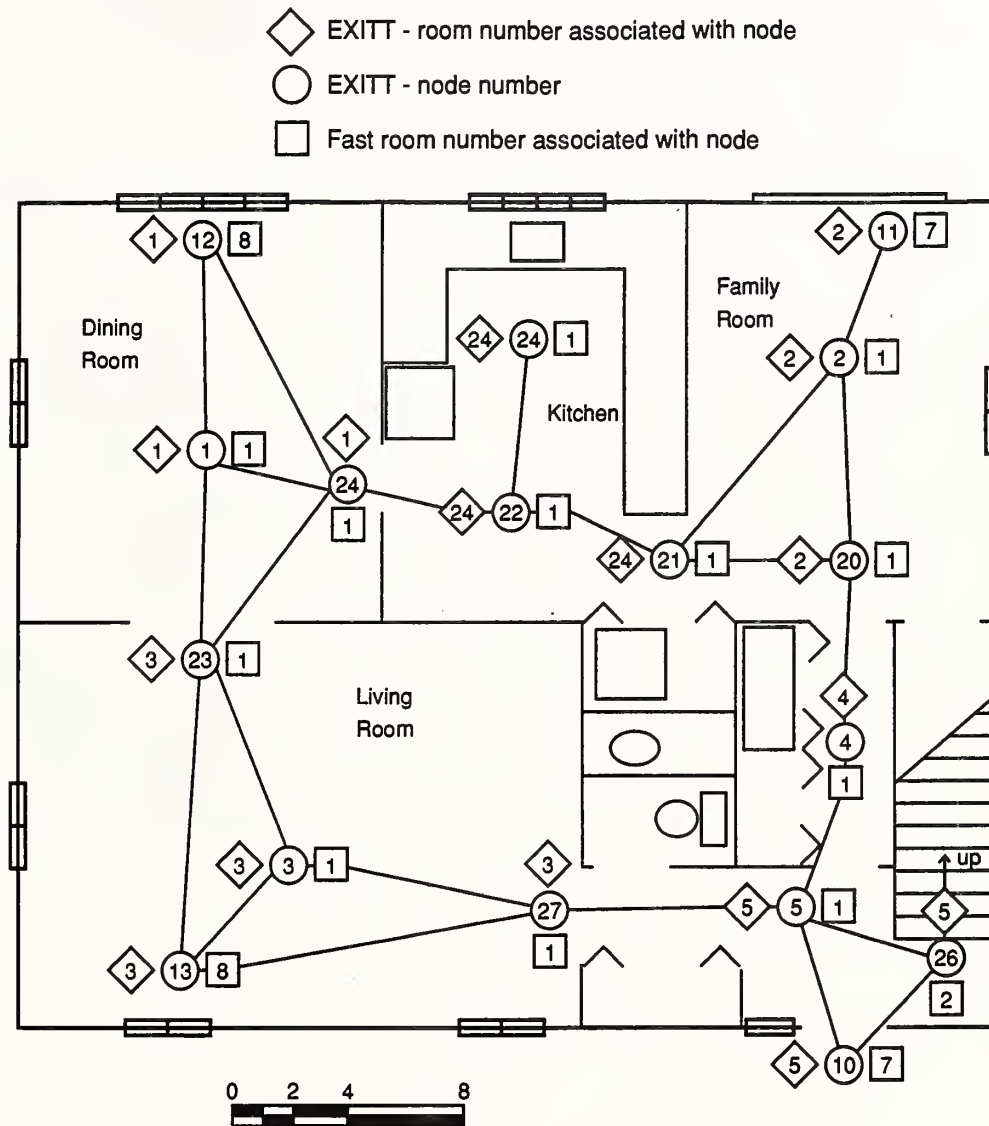 EXITT - room number associated with node
EXITT - node number
Fast room number associated with node
1 12 8
2 11 7
Dining
Room
Family
Room
24 24 1
2 2 1
Kitchen
1 1 1
1
24
1
24 22 1
24 21 1
2 20 1
3 23 1
Living
Room
4
4
1
up
3 3 1
3
27
1
5 5 1
5
26
2
3 13 8
5 10 7
0 2 4 8